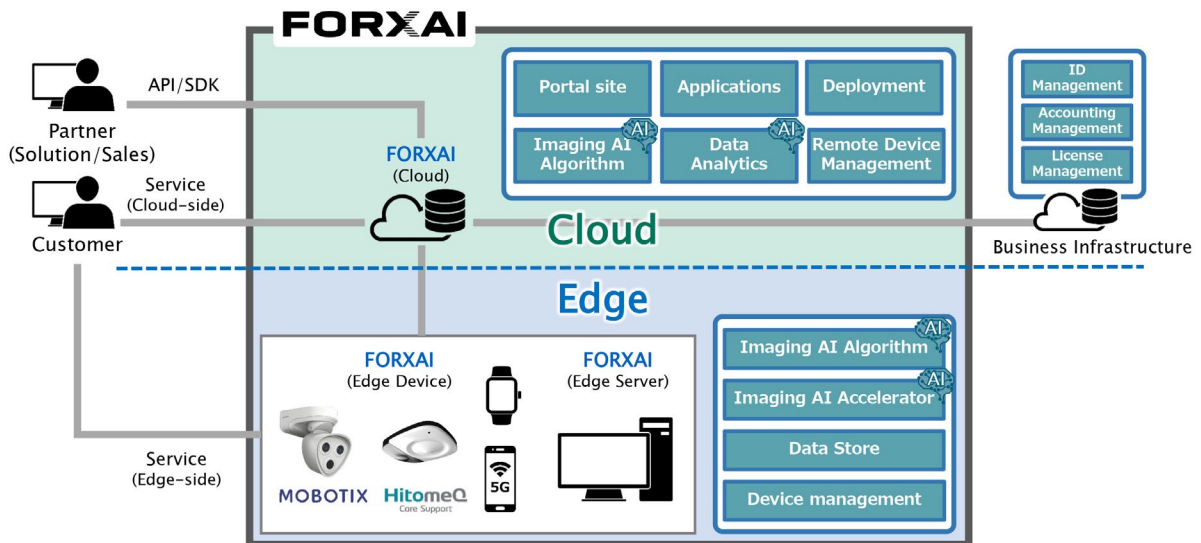 FORXAI
API/SDK
Partner
(Solution/Sales)
Service
(Cloud-side)
Customer
FORXAI
(Cloud)
Portal site
Applications
Deployment
Imaging AI
Algorithm
AI
Data
Analytics
AI
Remote Device
Management
ID
Management
Accounting
Management
License
Management
Business Infrastructure
Cloud
Edge
FORXAI
(Edge Device)
FORXAI
(Edge Server)
MOBOTIX
HitomeQ
Care Support
5G
Service
(Edge-side)
Imaging AI Algorithm
AI
Imaging AI Accelerator
AI
Data Store
Device management